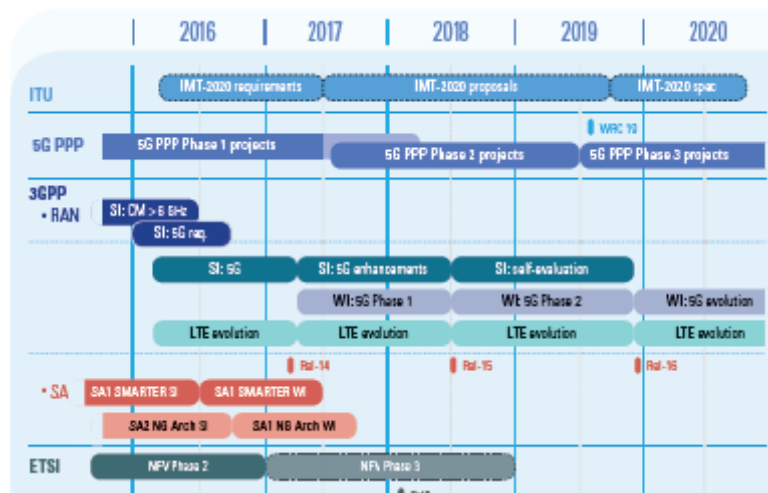 2016 2017 2018 2019 2020
ITU IMT-2020 requirements IMT-2020 proposals IMT-2020 spec
WRC 19
5G PPP 5G PPP Phase 1 projects 5G PPP Phase 2 projects 5G PPP Phase 3 projects
3GPP
• RAN SI: CM > 6 GHz
SI: 5G req.
SI: 5G SI: 5G enhancements SI: self-evaluation
WI: 5G Phase 1 WI: 5G Phase 2 WI: 5G evolution
LTE evolution LTE evolution LTE evolution LTE evolution
Rel-14 Rel-15 Rel-16
• SA SA1 SMARTER SI SA1 SMARTER WI
SA2 NG Arch SI SA1 NG Arch WI
ETSI NFV Phase 2 NFV Phase 3